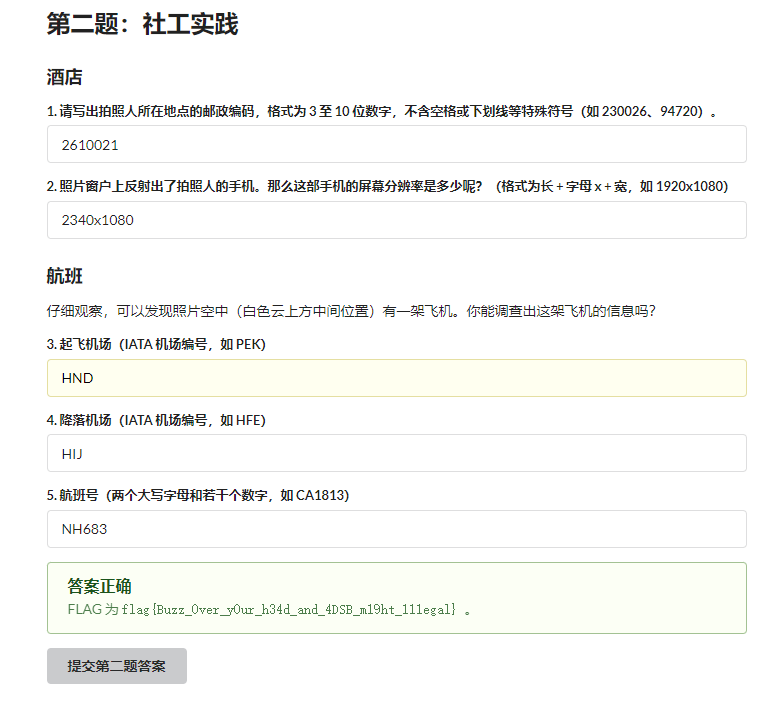 第二题：社工实践
酒店
1. 请写出拍照人所在地点的邮政编码，格式为 3 至 10 位数字，不含空格或下划线等特殊符号（如 230026、94720）。
2610021
2. 照片窗户上反射出了拍照人的手机。那么这部手机的屏幕分辨率是多少呢？（格式为长 + 字母 x + 宽，如 1920x1080）
2340x1080
航班
仔细观察，可以发现照片空中（白色云上方中间位置）有一架飞机。你能调查出这架飞机的信息吗？
3. 起飞机场（IATA 机场编号，如 PEK）
HND
4. 降落机场（IATA 机场编号，如 HFE）
HIJ
5. 航班号（两个大写字母和若干个数字，如 CA1813）
NH683
答案正确
FLAG 为 flag{Buzz_0ver_y0ur_h34d_and_4DSB_m19ht_111egal} 。
提交第二题答案